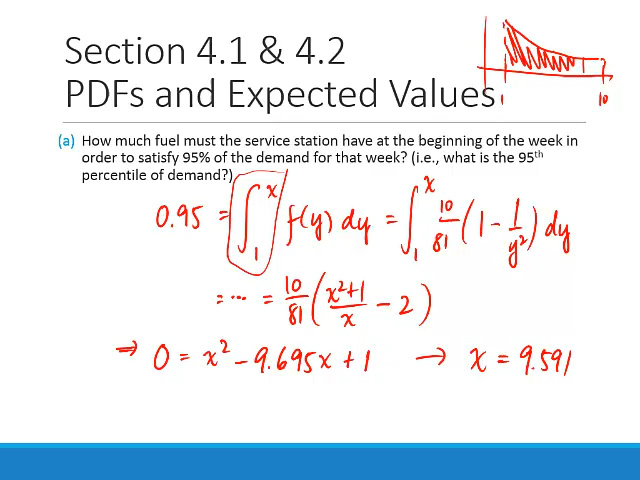 Section 4.1 & 4.2
PDFs and Expected Values
1 10
(a) How much fuel must the service station have at the beginning of the week in
order to satisfy 95% of the demand for that week? (i.e., what is the 95th
percentile of demand?)
0.95 = ∫₁ˣ f(y) dy = ∫₁ˣ 10/81 (1 - 1/y²) dy
= ... = 10/81 (x²+1/x - 2)
⇒ 0 = x² - 9.695x + 1 → x = 9.591